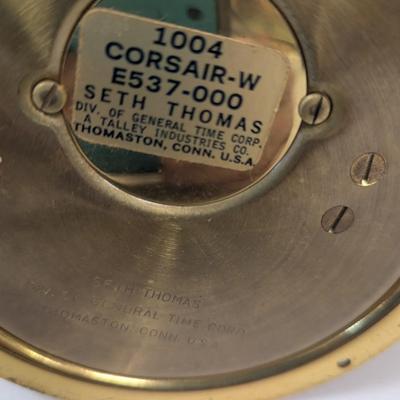 1004
CORSAIR-W
E537-000
SETH THOMAS
DIV. OF GENERAL TIME CORP.
A TALLEY INDUSTRIES CO.
THOMASTON, CONN. U.S.A.
SETH THOMAS
GENERAL TIME CORP.
THOMASTON, CONN. U.S.A.